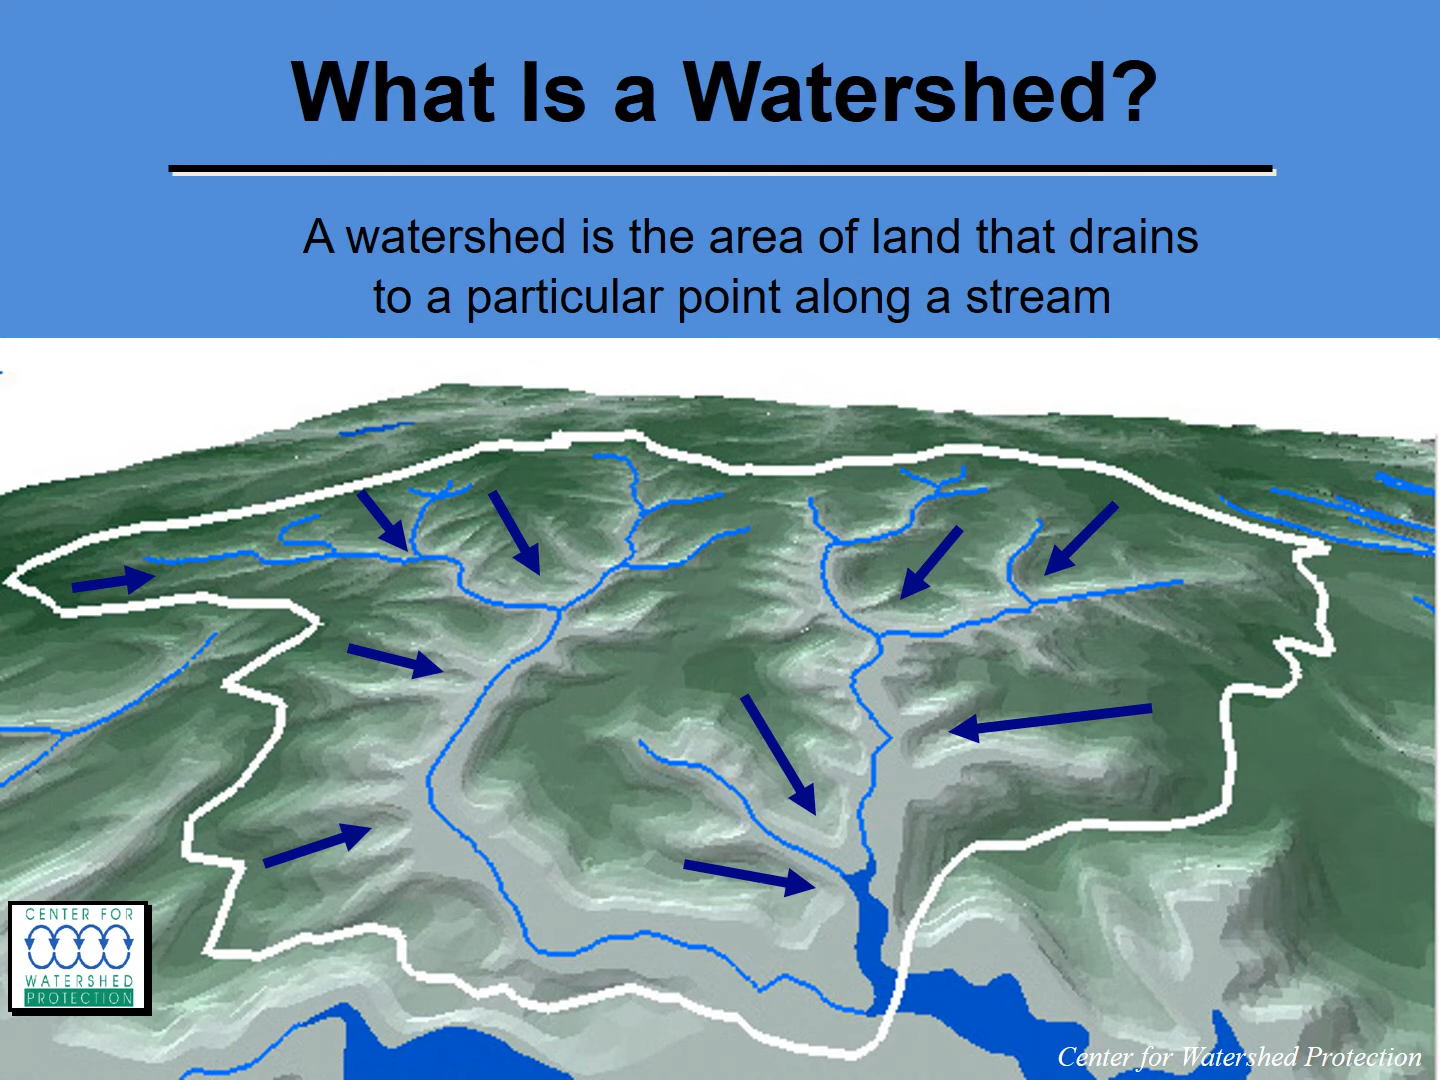 What Is a Watershed?
A watershed is the area of land that drains
to a particular point along a stream
CENTER FOR
WATERSHED
PROTECTION
Center for Watershed Protection